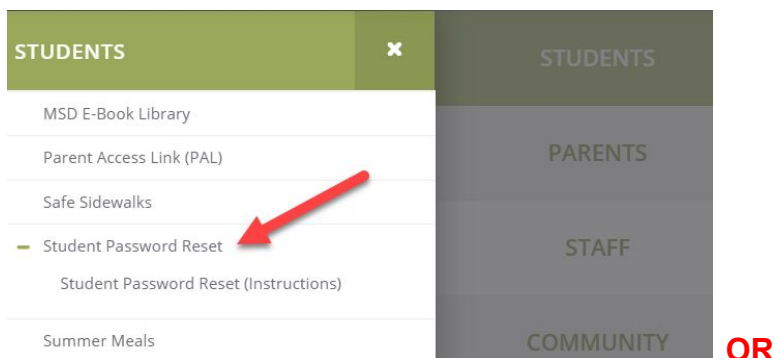 STUDENTS
MSD E-Book Library
Parent Access Link (PAL)
Safe Sidewalks
Student Password Reset
Student Password Reset (Instructions)
Summer Meals
STUDENTS
PARENTS
STAFF
COMMUNITY
OR